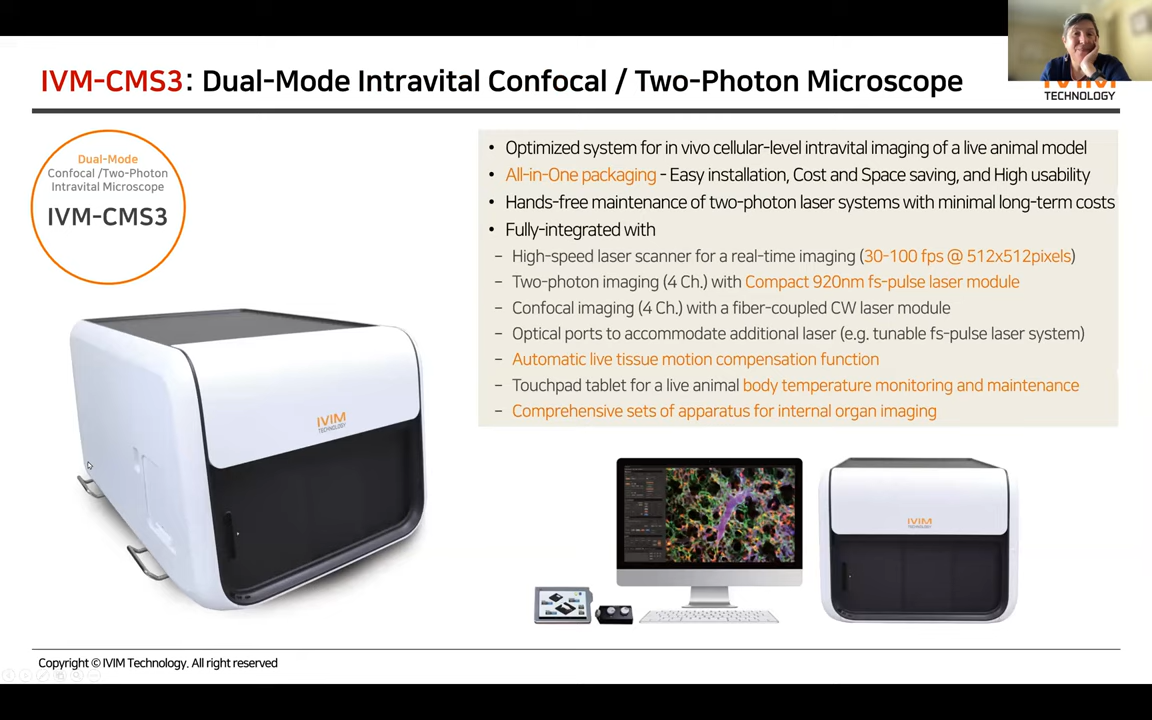 IVM-CMS3: Dual-Mode Intravital Confocal / Two-Photon Microscope
TECHNOLOGY
Dual-Mode
Confocal /Two-Photon
Intravital Microscope
IVM-CMS3
• Optimized system for in vivo cellular-level intravital imaging of a live animal model
• All-in-One packaging - Easy installation, Cost and Space saving, and High usability
• Hands-free maintenance of two-photon laser systems with minimal long-term costs
• Fully-integrated with
– High-speed laser scanner for a real-time imaging (30-100 fps @ 512x512pixels)
– Two-photon imaging (4 Ch.) with Compact 920nm fs-pulse laser module
– Confocal imaging (4 Ch.) with a fiber-coupled CW laser module
– Optical ports to accommodate additional laser (e.g. tunable fs-pulse laser system)
– Automatic live tissue motion compensation function
– Touchpad tablet for a live animal body temperature monitoring and maintenance
– Comprehensive sets of apparatus for internal organ imaging
IVIM
TECHNOLOGY
IVIM
TECHNOLOGY
Copyright © IVIM Technology. All right reserved